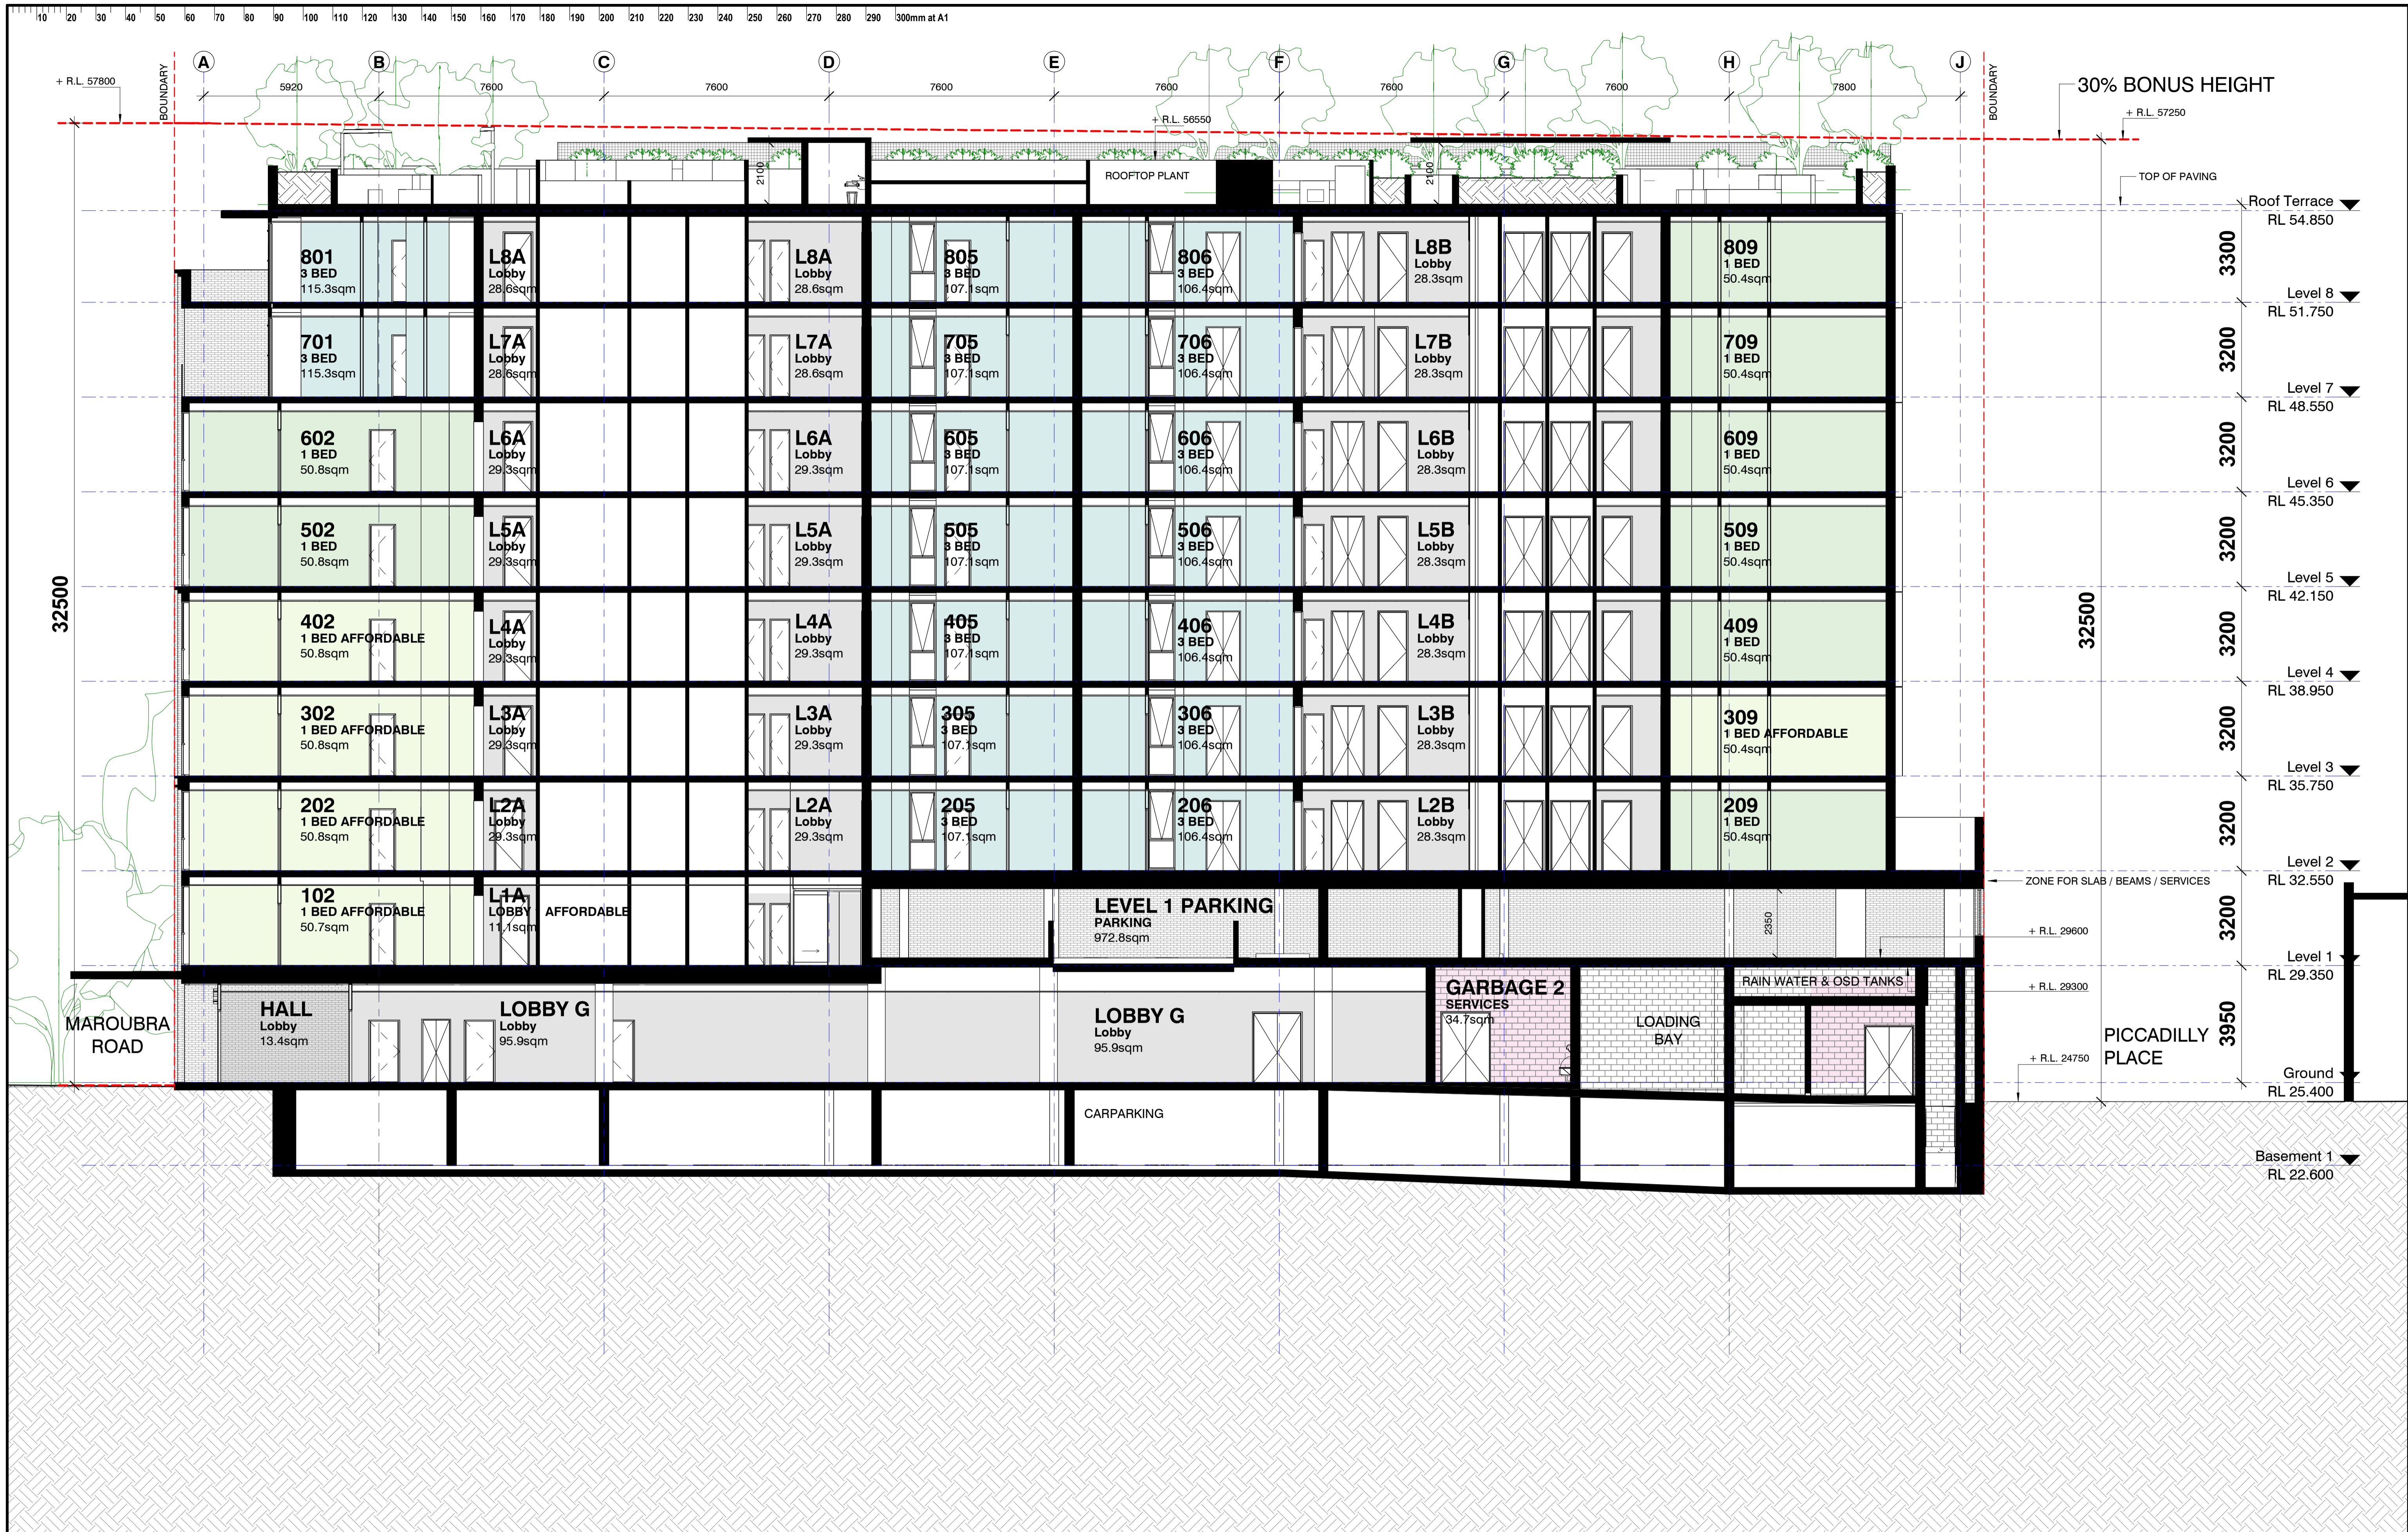 10 20 30 40 50 60 70 80 90 100 110 120 130 140 150 160 170 180 190 200 210 220 230 240 250 260 270 280 290 300mm at A1
A B C D E F G H J
+ R.L. 57800
BOUNDARY
5920 7600 7600 7600 7600 7600 7600 7800
BOUNDARY
30% BONUS HEIGHT
+ R.L. 56550
+ R.L. 57250
2100
ROOFTOP PLANT
2100
TOP OF PAVING
Roof Terrace
RL 54.850
801
3 BED
115.3sqm
L8A
Lobby
28.6sqm
L8A
Lobby
28.6sqm
805
3 BED
107.1sqm
806
3 BED
106.4sqm
L8B
Lobby
28.3sqm
809
1 BED
50.4sqm
3300
Level 8
RL 51.750
701
3 BED
115.3sqm
L7A
Lobby
28.6sqm
L7A
Lobby
28.6sqm
705
3 BED
107.1sqm
706
3 BED
106.4sqm
L7B
Lobby
28.3sqm
709
1 BED
50.4sqm
3200
Level 7
RL 48.550
602
1 BED
50.8sqm
L6A
Lobby
29.3sqm
L6A
Lobby
29.3sqm
605
3 BED
107.1sqm
606
3 BED
106.4sqm
L6B
Lobby
28.3sqm
609
1 BED
50.4sqm
3200
Level 6
RL 45.350
502
1 BED
50.8sqm
L5A
Lobby
29.3sqm
L5A
Lobby
29.3sqm
505
3 BED
107.1sqm
506
3 BED
106.4sqm
L5B
Lobby
28.3sqm
509
1 BED
50.4sqm
3200
Level 5
RL 42.150
32500
402
1 BED AFFORDABLE
50.8sqm
L4A
Lobby
29.3sqm
L4A
Lobby
29.3sqm
405
3 BED
107.1sqm
406
3 BED
106.4sqm
L4B
Lobby
28.3sqm
409
1 BED
50.4sqm
32500
3200
Level 4
RL 38.950
302
1 BED AFFORDABLE
50.8sqm
L3A
Lobby
29.3sqm
L3A
Lobby
29.3sqm
305
3 BED
107.1sqm
306
3 BED
106.4sqm
L3B
Lobby
28.3sqm
309
1 BED AFFORDABLE
50.4sqm
3200
Level 3
RL 35.750
202
1 BED AFFORDABLE
50.8sqm
L2A
Lobby
29.3sqm
L2A
Lobby
29.3sqm
205
3 BED
107.1sqm
206
3 BED
106.4sqm
L2B
Lobby
28.3sqm
209
1 BED
50.4sqm
3200
Level 2
RL 32.550
ZONE FOR SLAB / BEAMS / SERVICES
102
1 BED AFFORDABLE
50.7sqm
L1A
LOBBY AFFORDABLE
11.1sqm
LEVEL 1 PARKING
PARKING
972.8sqm
2350
+ R.L. 29600
3200
Level 1
RL 29.350
+ R.L. 29300
MAROUBRA
ROAD
HALL
Lobby
13.4sqm
LOBBY G
Lobby
95.9sqm
LOBBY G
Lobby
95.9sqm
GARBAGE 2
SERVICES
34.7sqm
LOADING
BAY
RAIN WATER & OSD TANKS
PICCADILLY
PLACE
3950
+ R.L. 24750
Ground
RL 25.400
CARPARKING
Basement 1
RL 22.600